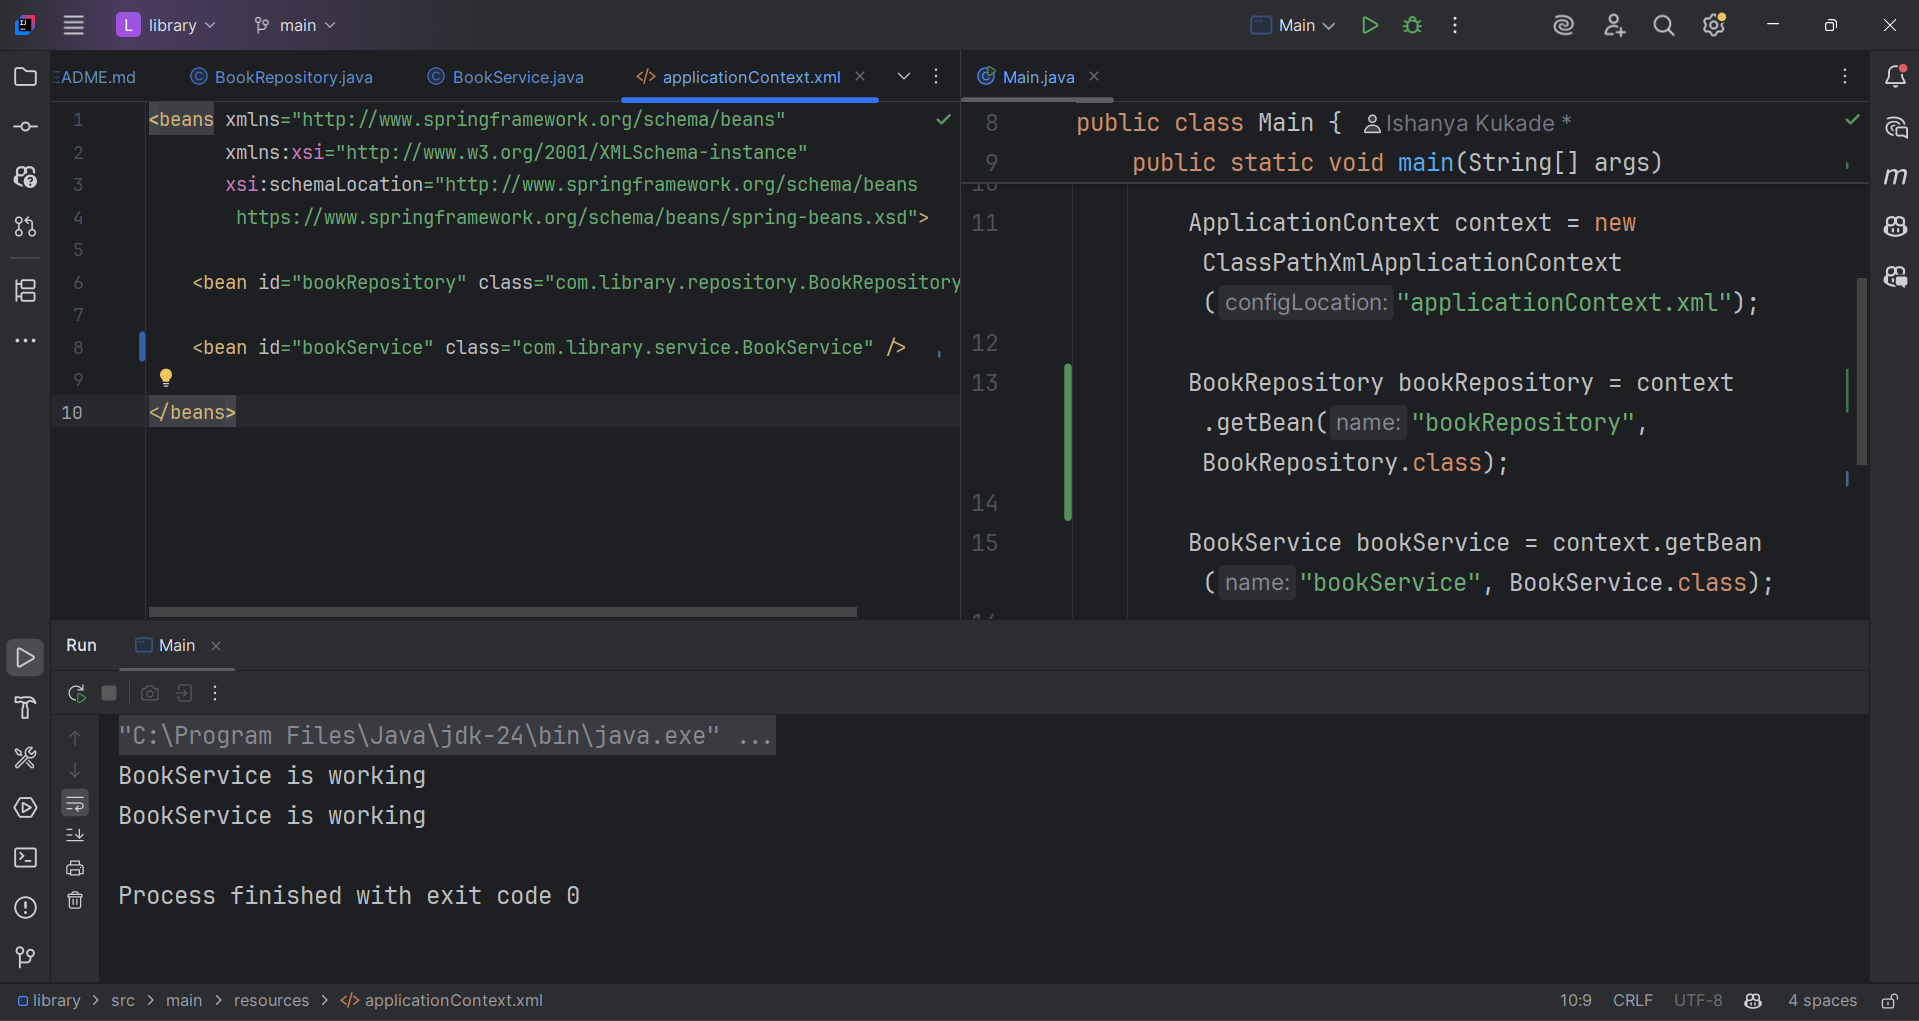 L library main Main
EADME.md BookRepository.java BookService.java applicationContext.xml Main.java
1 <beans xmlns="http://www.springframework.org/schema/beans"
2 xmlns:xsi="http://www.w3.org/2001/XMLSchema-instance"
3 xsi:schemaLocation="http://www.springframework.org/schema/beans
4 https://www.springframework.org/schema/beans/spring-beans.xsd">
5
6 <bean id="bookRepository" class="com.library.repository.BookRepository
7
8 <bean id="bookService" class="com.library.service.BookService" />
9
10 </beans>
8 public class Main { Ishanya Kukade *
9 public static void main(String[] args)
11 ApplicationContext context = new
ClassPathXmlApplicationContext
( configLocation: "applicationContext.xml");
12
13 BookRepository bookRepository = context
.getBean( name: "bookRepository",
BookRepository.class);
14
15 BookService bookService = context.getBean
( name: "bookService", BookService.class);
Run Main
"C:\Program Files\Java\jdk-24\bin\java.exe" ...
BookService is working
BookService is working
Process finished with exit code 0
library > src > main > resources > </> applicationContext.xml 10:9 CRLF UTF-8 4 spaces